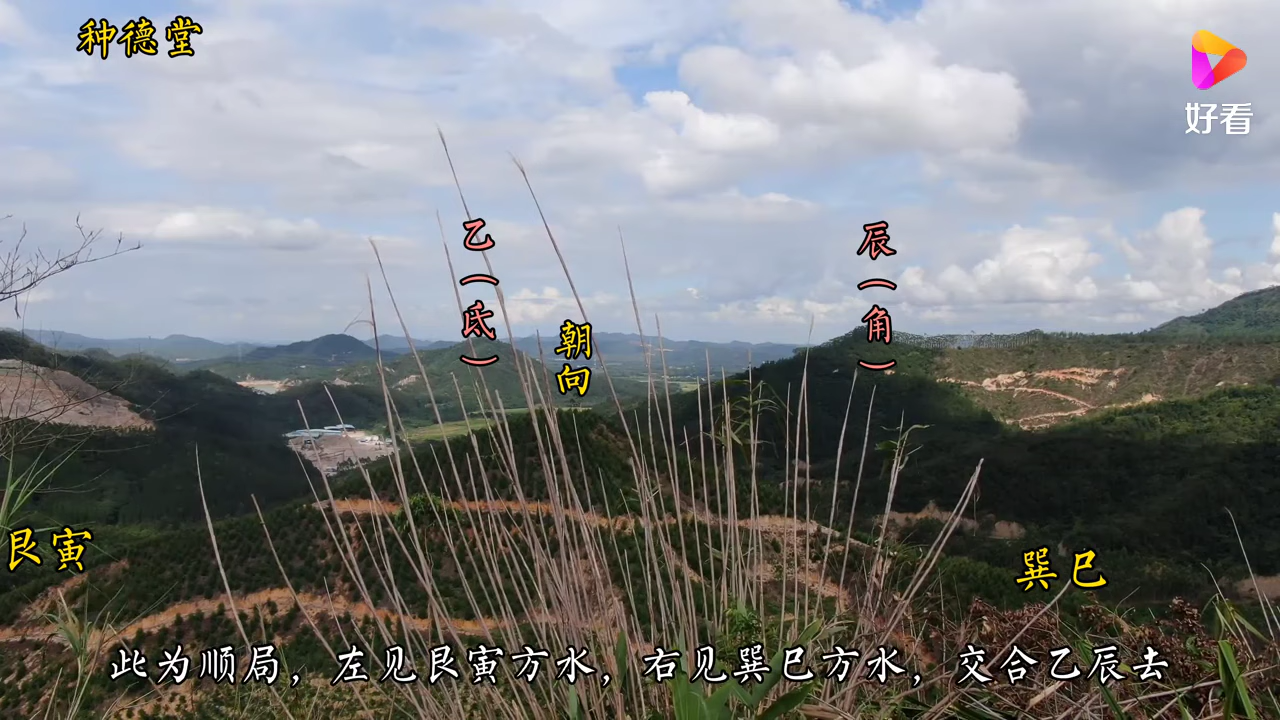 种德堂
好看
乙（氐）
辰（角）
朝向
艮寅
巽巳
此为顺局，左见艮寅方水，右见巽巳方水，交合乙辰去